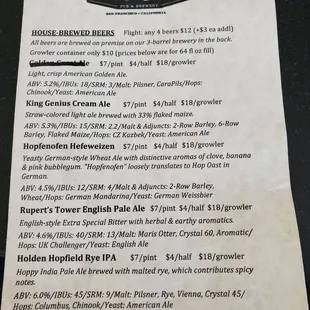 PUB & BREWERY
SAN FRANCISCO • CALIFORNIA
HOUSE-BREWED BEERS Flight: any 4 beers $12 (+$3 ea addl)
All beers are brewed on premise on our 3-barrel brewery in the back.
Growler container only $10 (prices below are for 64 fl oz fill)
Golden Great Ale $7/pint $4/half $18/growler
Light, crisp American Golden Ale.
ABV: 5.2%/IBUs: 18/SRM: 3/Malt: Pilsner, CaraPils/Hops:
Chinook/Yeast: American Ale
King Genius Cream Ale $7/pint $4/half $18/growler
Straw-colored light ale brewed with 33% flaked maize.
ABV: 5.3%/IBUs: 15/SRM: 2.2/Malt & Adjuncts: 2-Row Barley, 6-Row
Barley, Flaked Maize/Hops: CZ Kazbek/Yeast: American Ale
Hopfenofen Hefeweizen $7/pint $4/half $18/growler
Yeasty German-style Wheat Ale with distinctive aromas of clove, banana
& pink bubblegum. "Hopfenofen" loosely translates to Hop Oast in
German.
ABV: 4.5%/IBUs: 12/SRM: 4/Malt & Adjuncts: 2-Row Barley,
Wheat/Hops: German Mandarina/Yeast: German Weissbier
Rupert's Tower English Pale Ale $7/pint $4/half $18/growler
English-style Extra Special Bitter with herbal & earthy aromatics.
ABV: 4.6%/IBUs: 40/SRM: 13/Malt: Maris Otter, Crystal 60, Aromatic/
Hops: UK Challenger/Yeast: English Ale
Holden Hopfield Rye IPA $7/pint $4/half $18/growler
Hoppy India Pale Ale brewed with malted rye, which contributes spicy
notes.
ABV: 6.0%/IBUs: 45/SRM: 9/Malt: Pilsner, Rye, Vienna, Crystal 45/
Hops: Columbus, Chinook/Yeast: American Ale